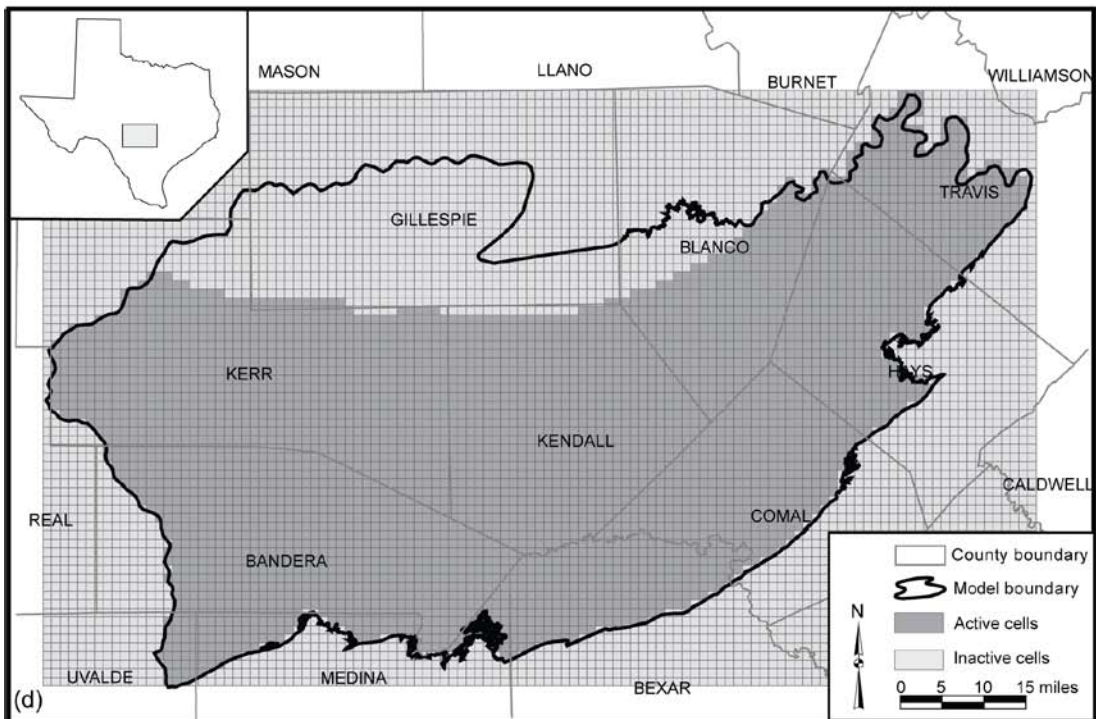 MASON
LLANO
BURNET
WILLIAMSON
GILLESPIE
TRAVIS
BLANCO
KERR
HAYS
KENDALL
CALDWELL
REAL
COMAL
BANDERA
UVALDE
MEDINA
BEXAR
(d)
County boundary
Model boundary
Active cells
Inactive cells
N
0 5 10 15 miles